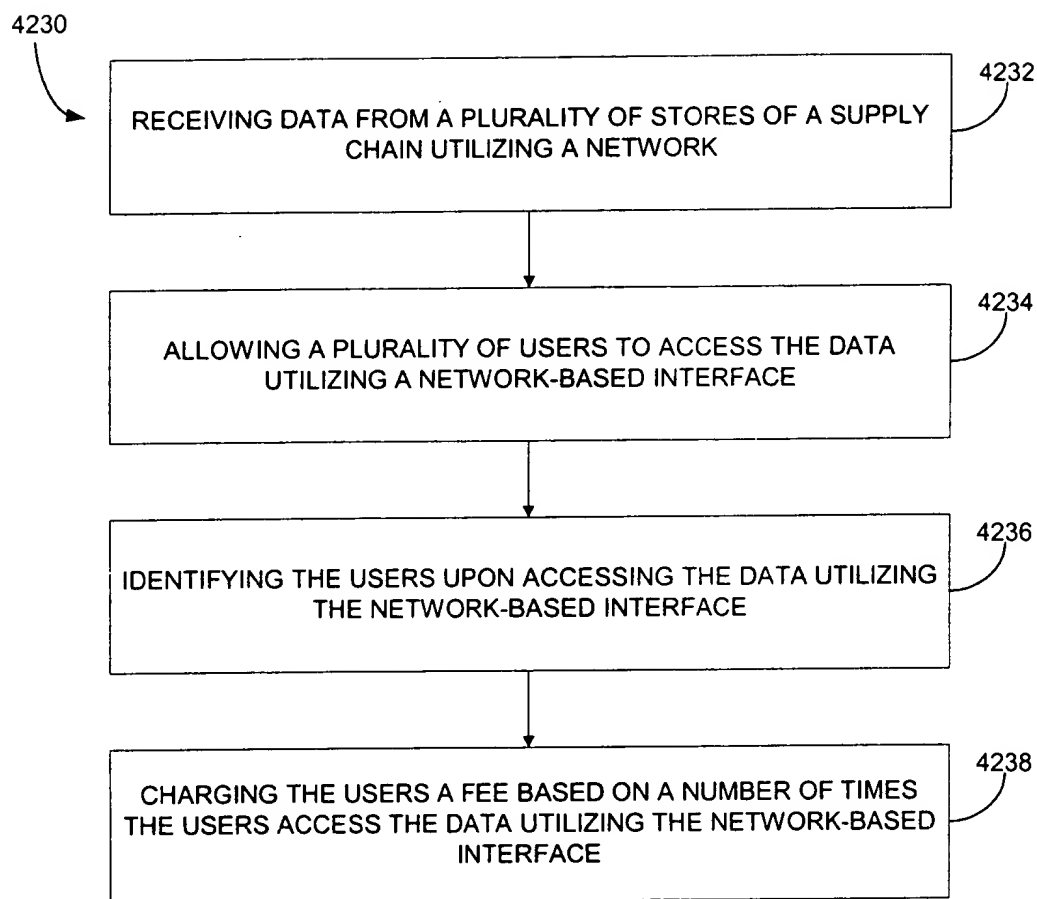 4230
4232
RECEIVING DATA FROM A PLURALITY OF STORES OF A SUPPLY
CHAIN UTILIZING A NETWORK
4234
ALLOWING A PLURALITY OF USERS TO ACCESS THE DATA
UTILIZING A NETWORK-BASED INTERFACE
4236
IDENTIFYING THE USERS UPON ACCESSING THE DATA UTILIZING
THE NETWORK-BASED INTERFACE
4238
CHARGING THE USERS A FEE BASED ON A NUMBER OF TIMES
THE USERS ACCESS THE DATA UTILIZING THE NETWORK-BASED
INTERFACE